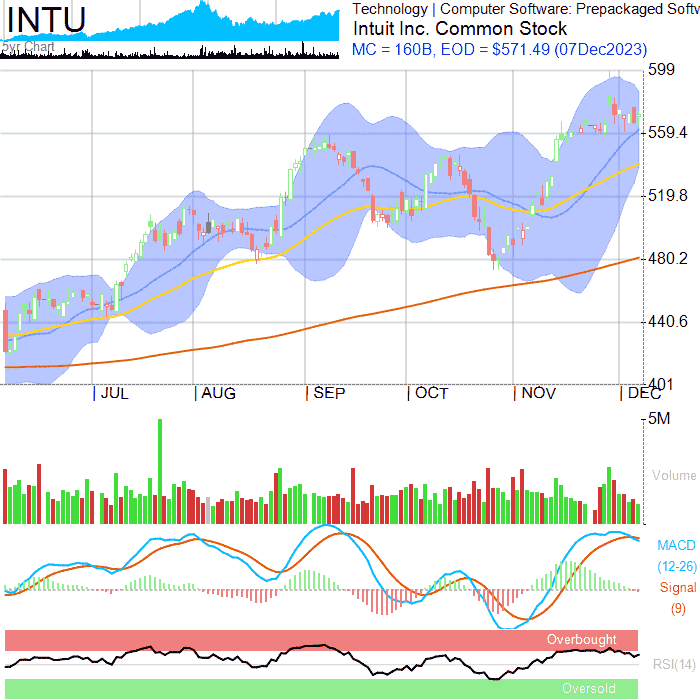 INTU
5yr Chart
Technology | Computer Software: Prepackaged Softw
Intuit Inc. Common Stock
MC = 160B, EOD = $571.49 (07Dec2023)
599
559.4
519.8
480.2
440.6
401
| JUL | AUG | SEP | OCT | NOV | DEC
5M
Volume
MACD
(12-26)
Signal
(9)
Overbought
RSI(14)
Oversold